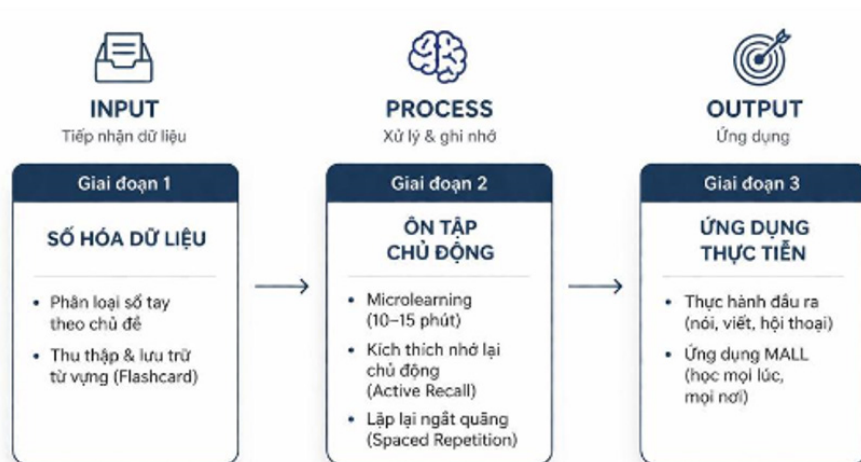 INPUT
Tiếp nhận dữ liệu
Giai đoạn 1
SỐ HÓA DỮ LIỆU
• Phân loại sổ tay
theo chủ đề
• Thu thập & lưu trữ
từ vựng (Flashcard)
PROCESS
Xử lý & ghi nhớ
Giai đoạn 2
ÔN TẬP
CHỦ ĐỘNG
• Microlearning
(10–15 phút)
• Kích thích nhớ lại
chủ động
(Active Recall)
• Lặp lại ngắt quãng
(Spaced Repetition)
OUTPUT
Ứng dụng
Giai đoạn 3
ỨNG DỤNG
THỰC TIỄN
• Thực hành đầu ra
(nói, viết, hội thoại)
• Ứng dụng MALL
(học mọi lúc,
mọi nơi)